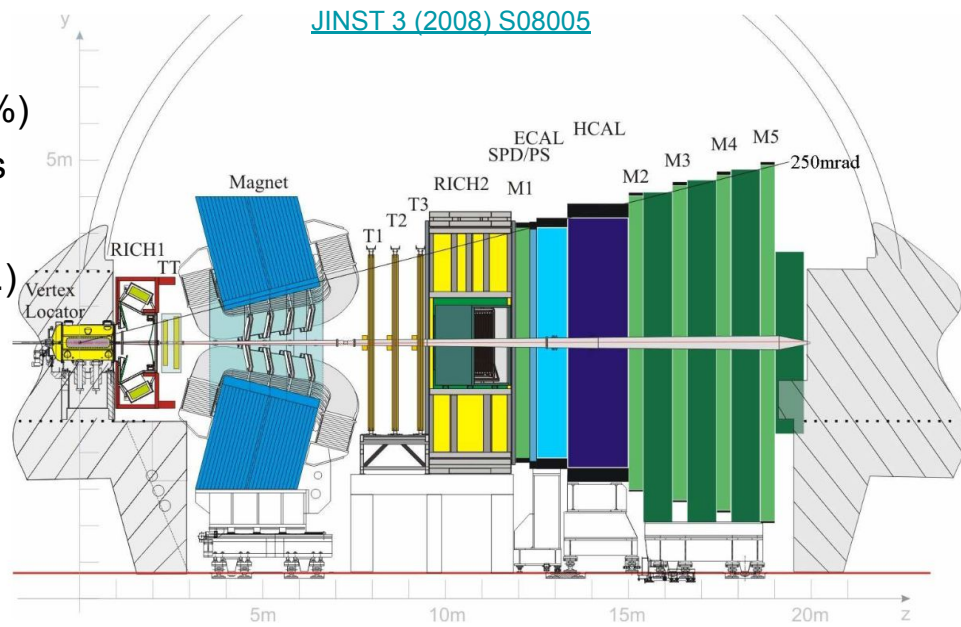 JINST 3 (2008) S08005
y
%)
s
.)
5m
ECAL HCAL
SPD/PS
M4 M5
M3
M2
250mrad
Magnet
RICH2 M1
T3
T2
T1
RICH1
TT
Vertex
Locator
5m 10m 15m 20m z